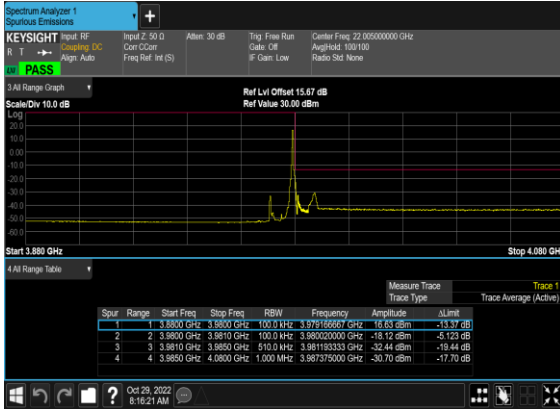 Spectrum Analyzer 1
Spurious Emissions
+
KEYSIGHT Input: RF Input Z: 50 Ω Atten: 30 dB Trig: Free Run Center Freq: 22.005000000 GHz
R T Coupling: DC Corr CCorr Gate: Off Avg|Hold: 100/100
Align: Auto Freq Ref: Int (S) IF Gain: Low Radio Std: None
PASS
3 All Range Graph
Ref Lvl Offset 15.67 dB
Scale/Div 10.0 dB Ref Value 30.00 dBm
Log
20.0
10.0
0.00
-10.0
-20.0
-30.0
-40.0
-50.0
-60.0
Start 3.880 GHz Stop 4.080 GH
4 All Range Table
Measure Trace Trace 1
Trace Type Trace Average (Active)
Spur Range Start Freq Stop Freq RBW Frequency Amplitude ΔLimit
1 1 3.8800 GHz 3.9800 GHz 100.0 kHz 3.979166667 GHz 16.63 dBm -13.37 dB
2 2 3.9800 GHz 3.9810 GHz 100.0 kHz 3.980020000 GHz -18.12 dBm -5.123 dB
3 3 3.9810 GHz 3.9850 GHz 510.0 kHz 3.981193333 GHz -32.44 dBm -19.44 dB
4 4 3.9850 GHz 4.0800 GHz 1.000 MHz 3.987375000 GHz -30.70 dBm -17.70 dB
?
Oct 29, 2022
8:16:21 AM